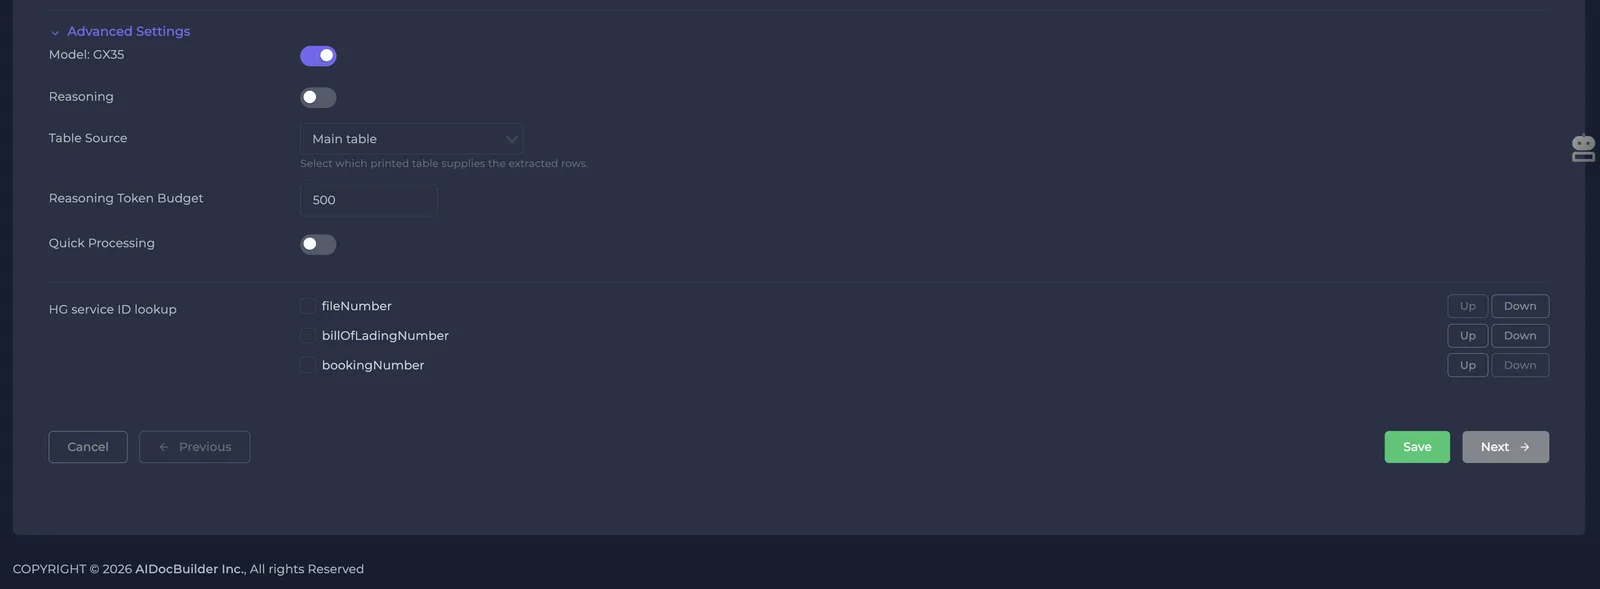 Advanced Settings
Model: GX35
Reasoning
Table Source
Main table
Select which printed table supplies the extracted rows.
Reasoning Token Budget
500
Quick Processing
HG service ID lookup
fileNumber
Up Down
billOfLadingNumber
Up Down
bookingNumber
Up Down
Cancel
← Previous
Save
Next →
COPYRIGHT © 2026 AIDocBuilder Inc., All rights Reserved